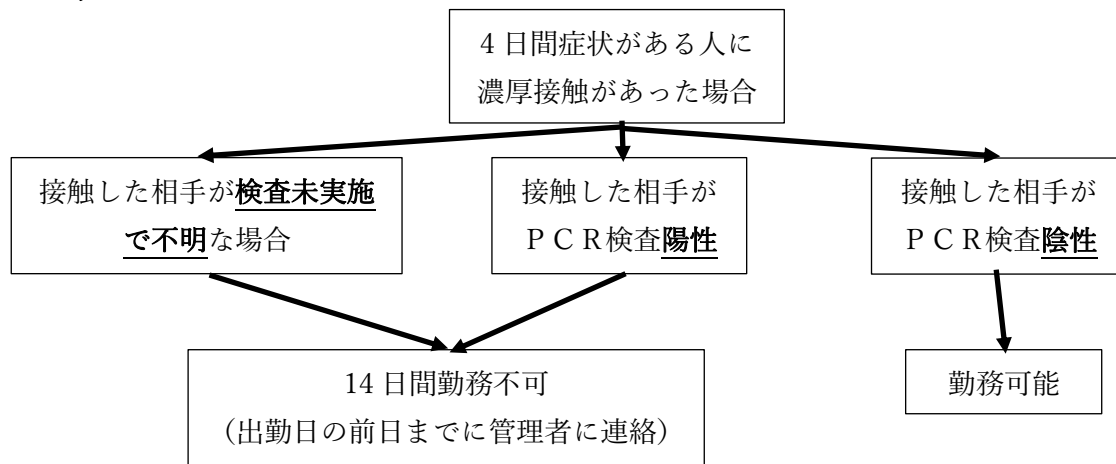 4日間症状がある人に
濃厚接触があった場合
接触した相手が検査未実施
で不明な場合
接触した相手が
ＰＣＲ検査陽性
接触した相手が
ＰＣＲ検査陰性
14日間勤務不可
（出勤日の前日までに管理者に連絡）
勤務可能